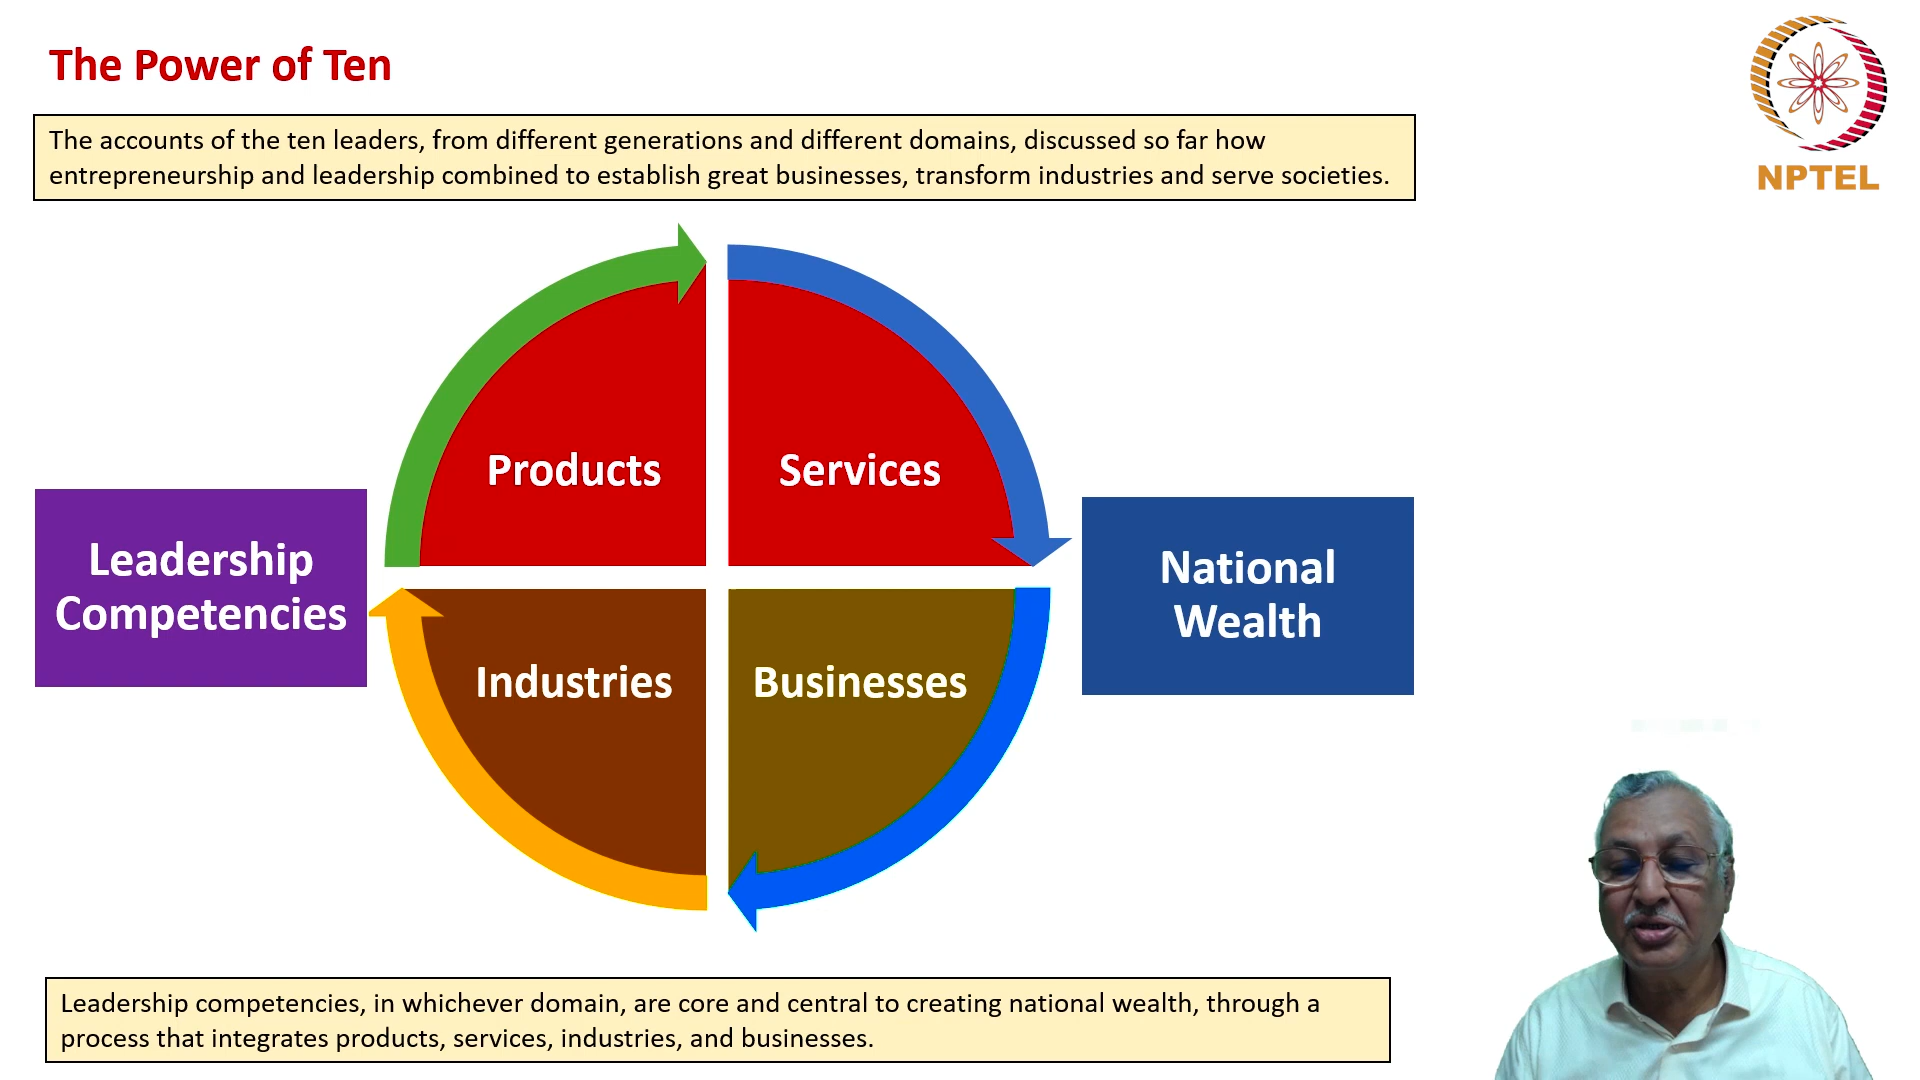 The Power of Ten
NPTEL
The accounts of the ten leaders, from different generations and different domains, discussed so far how
entrepreneurship and leadership combined to establish great businesses, transform industries and serve societies.
Products
Services
Leadership
Competencies
National
Wealth
Industries
Businesses
Leadership competencies, in whichever domain, are core and central to creating national wealth, through a
process that integrates products, services, industries, and businesses.